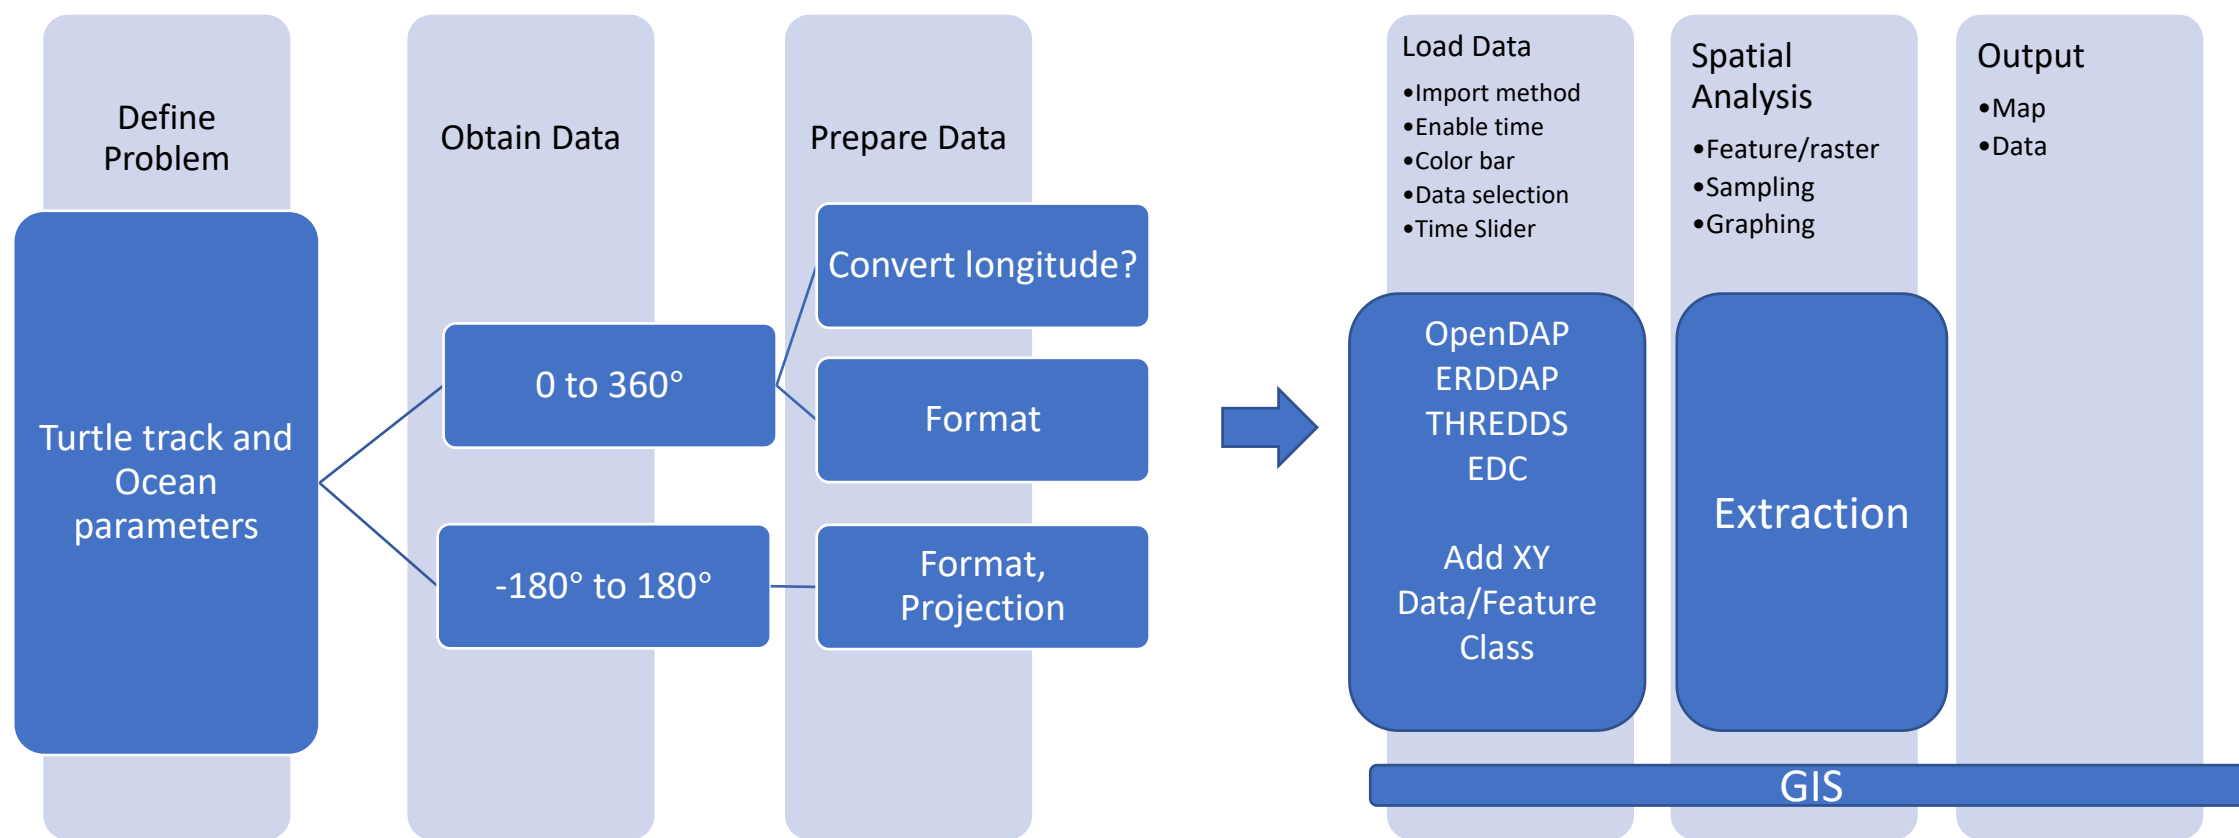 Define
Problem
Turtle track and
Ocean
parameters
Obtain Data
0 to 360°
-180° to 180°
Prepare Data
Convert longitude?
Format
Format,
Projection
Load Data
•Import method
•Enable time
•Color bar
•Data selection
•Time Slider
OpenDAP
ERDDAP
THREDDS
EDC
Add XY
Data/Feature
Class
Spatial
Analysis
•Feature/raster
•Sampling
•Graphing
Extraction
Output
•Map
•Data
GIS